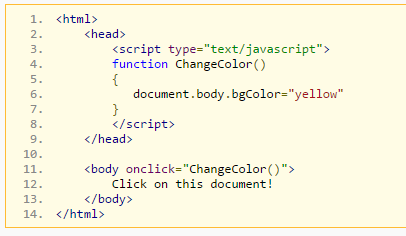 1. <html>
2. <head>
3. <script type="text/javascript">
4. function ChangeColor()
5. {
6. document.body.bgColor="yellow"
7. }
8. </script>
9. </head>
10.
11. <body onclick="ChangeColor()">
12. Click on this document!
13. </body>
14. </html>